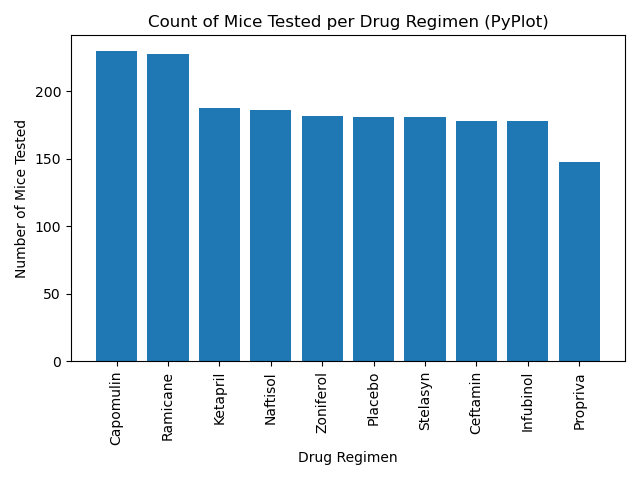 Count of Mice Tested per Drug Regimen (PyPlot)
Number of Mice Tested
200
150
100
50
0
Capomulin
Ramicane
Ketapril
Naftisol
Zoniferol
Placebo
Stelasyn
Ceftamin
Infubinol
Propriva
Drug Regimen